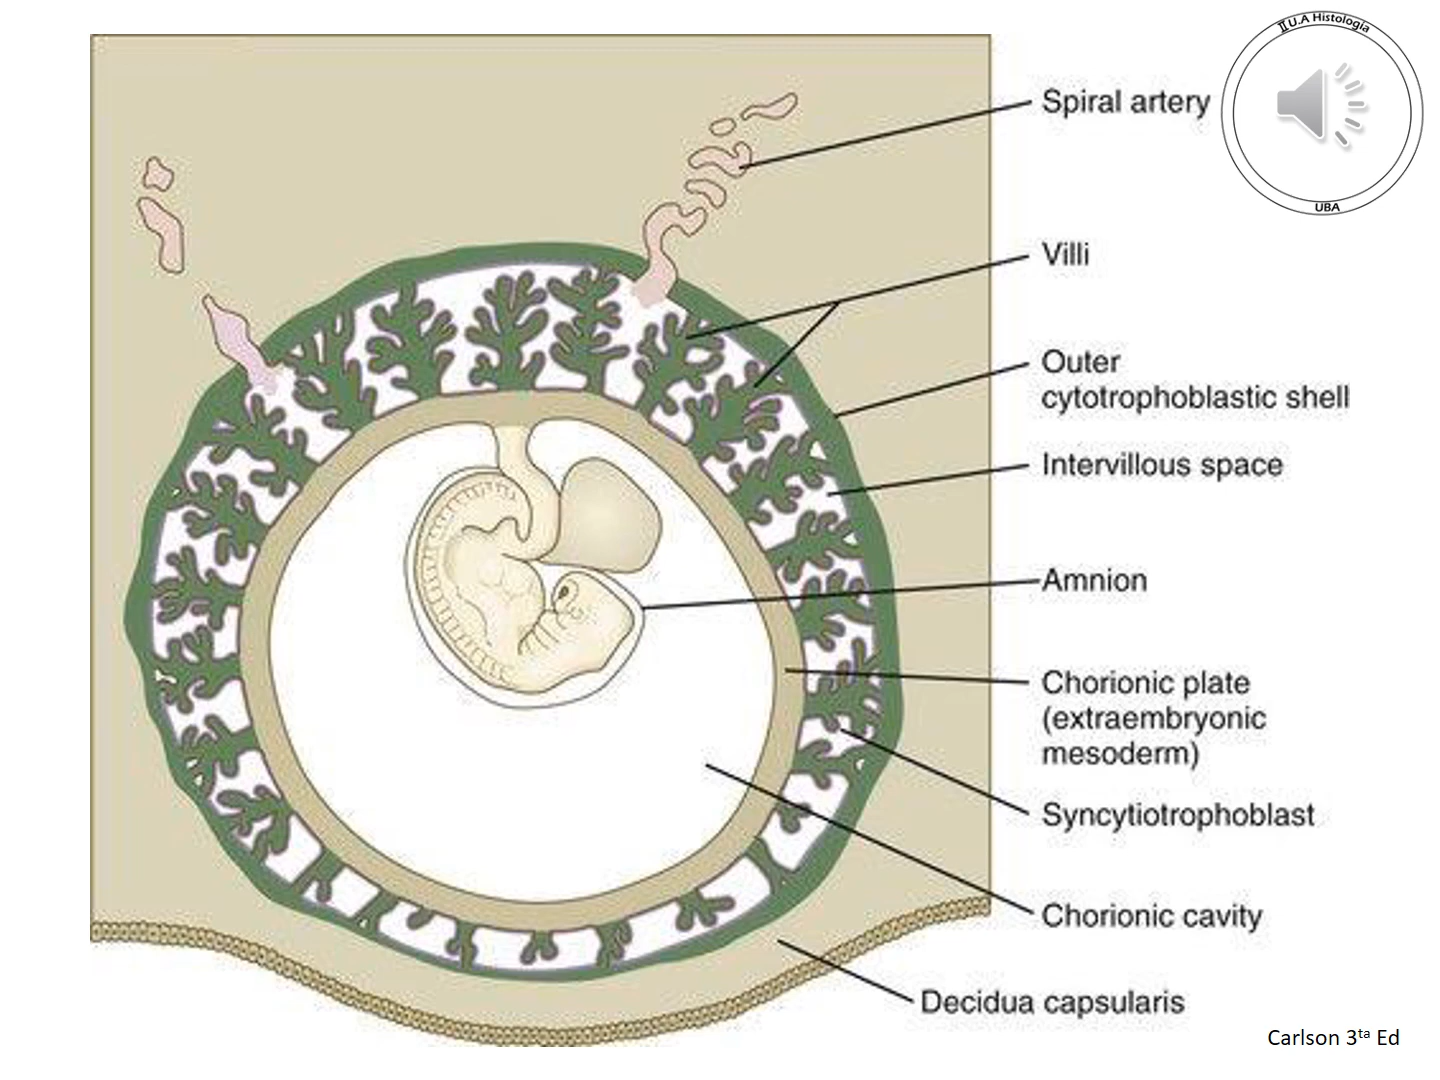 II U.A Histología
UBA
Spiral artery
Villi
Outer
cytotrophoblastic shell
Intervillous space
Amnion
Chorionic plate
(extraembryonic
mesoderm)
Syncytiotrophoblast
Chorionic cavity
Decidua capsularis
Carlson 3ta Ed